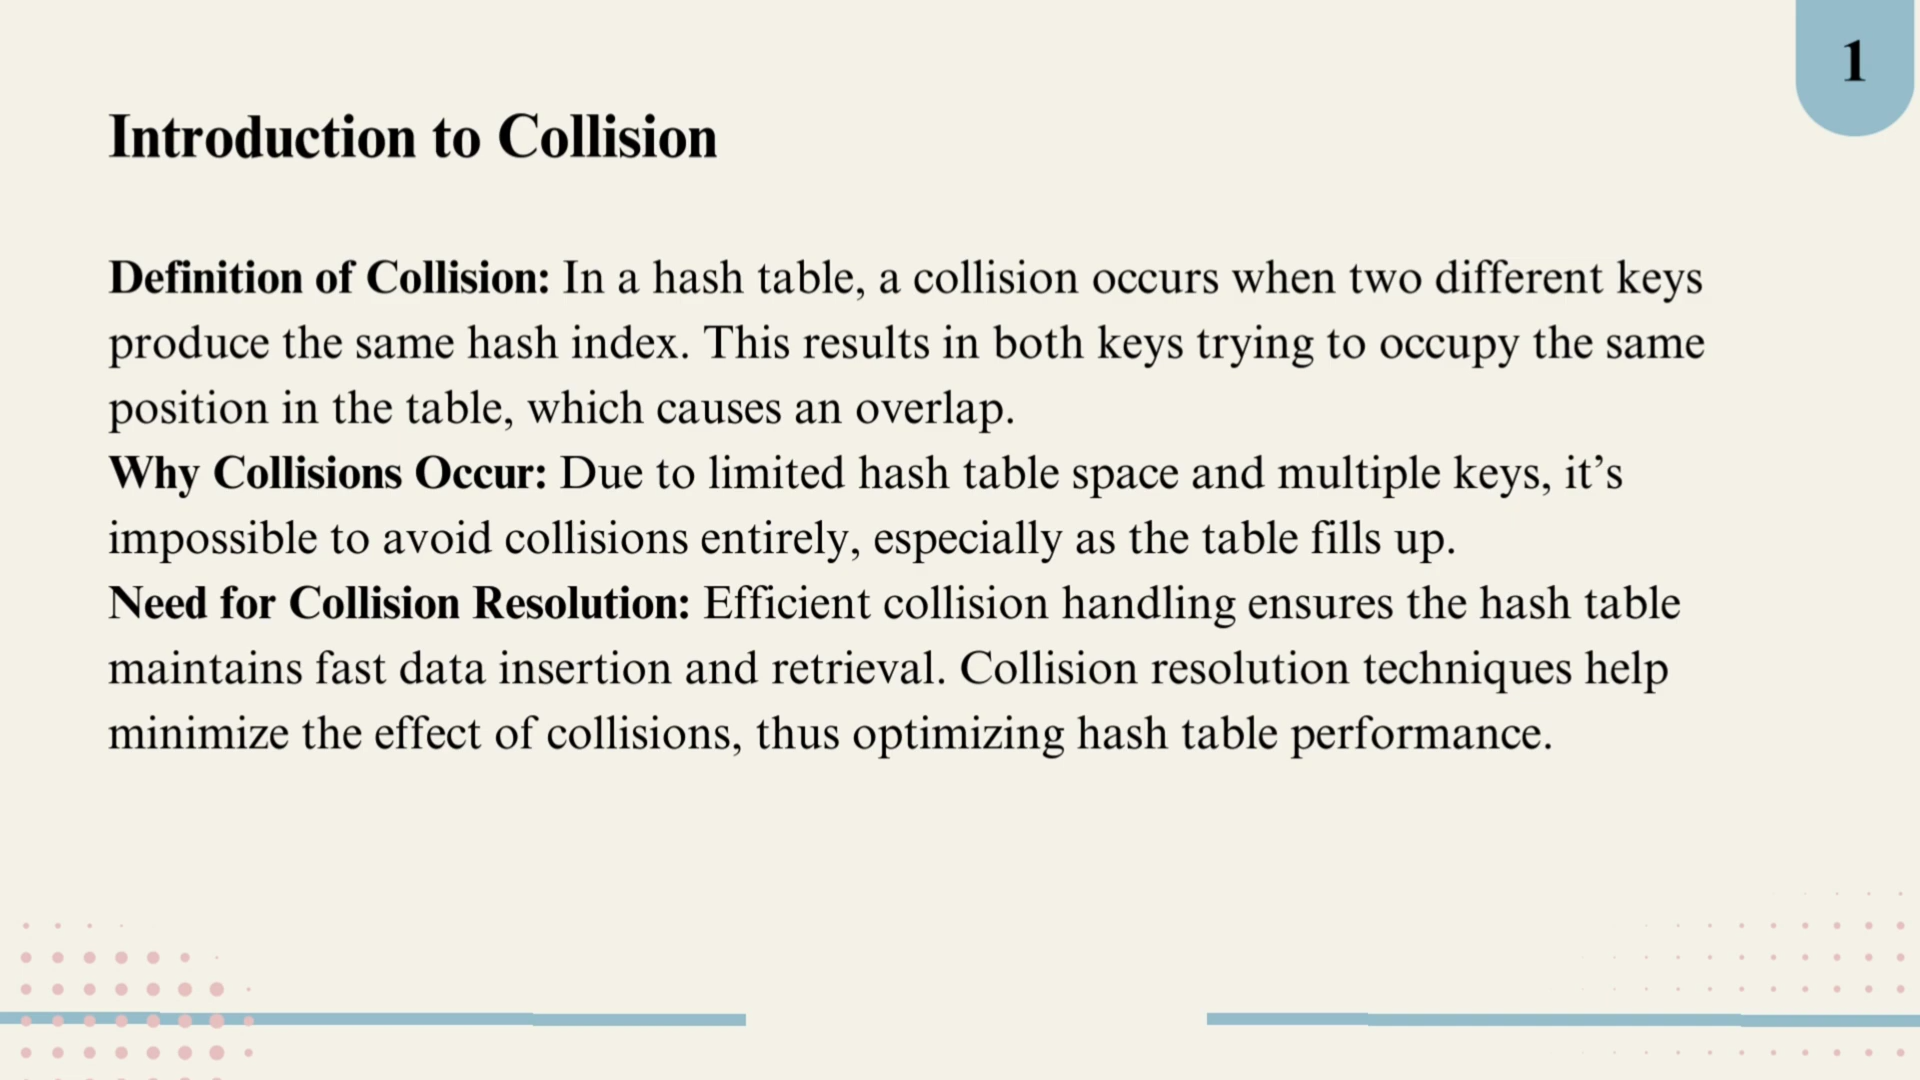 1
Introduction to Collision
Definition of Collision: In a hash table, a collision occurs when two different keys
produce the same hash index. This results in both keys trying to occupy the same
position in the table, which causes an overlap.
Why Collisions Occur: Due to limited hash table space and multiple keys, it’s
impossible to avoid collisions entirely, especially as the table fills up.
Need for Collision Resolution: Efficient collision handling ensures the hash table
maintains fast data insertion and retrieval. Collision resolution techniques help
minimize the effect of collisions, thus optimizing hash table performance.